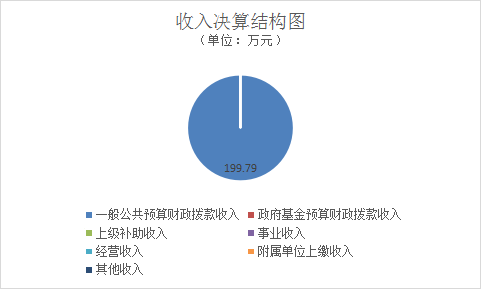 收入决算结构图
（单位：万元）
199.79
一般公共预算财政拨款收入 政府基金预算财政拨款收入
上级补助收入 事业收入
经营收入 附属单位上缴收入
其他收入